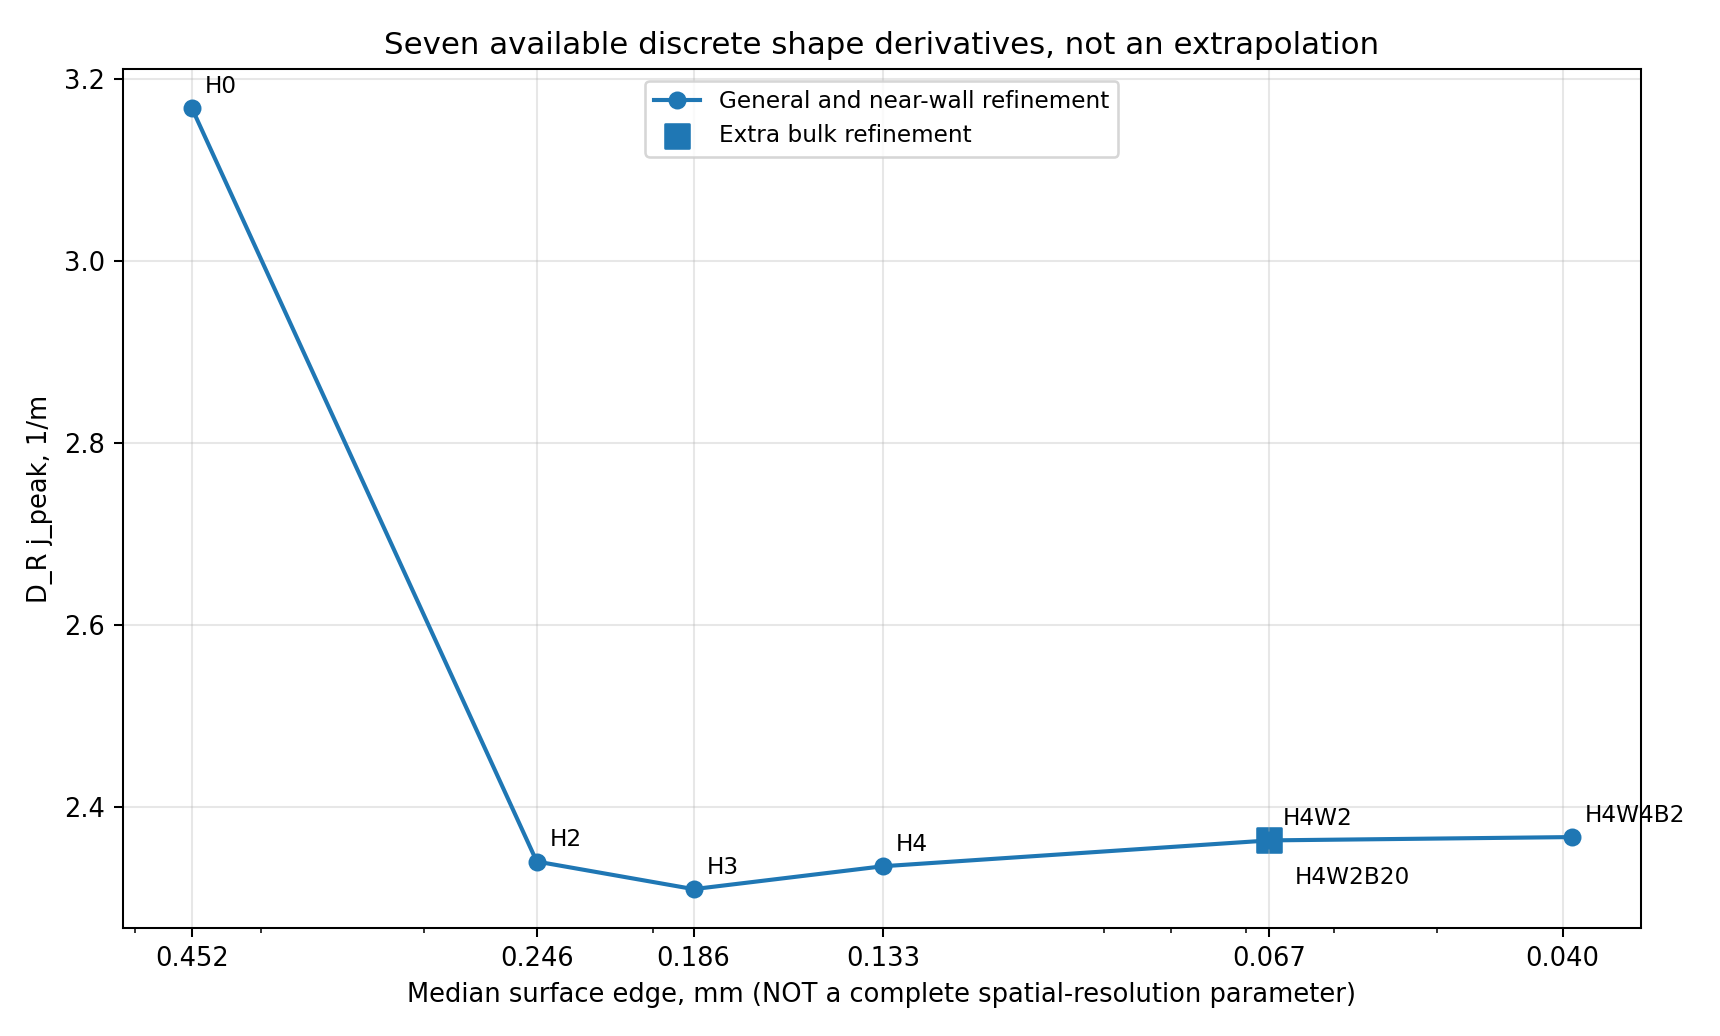 Seven available discrete shape derivatives, not an extrapolation
General and near-wall refinement
Extra bulk refinement
D_R j_peak, 1/m
3.2
3.0
2.8
2.6
2.4
H0
H2
H3
H4
H4W2
H4W2B20
H4W4B2
0.452
0.246
0.186
0.133
0.067
0.040
Median surface edge, mm (NOT a complete spatial-resolution parameter)